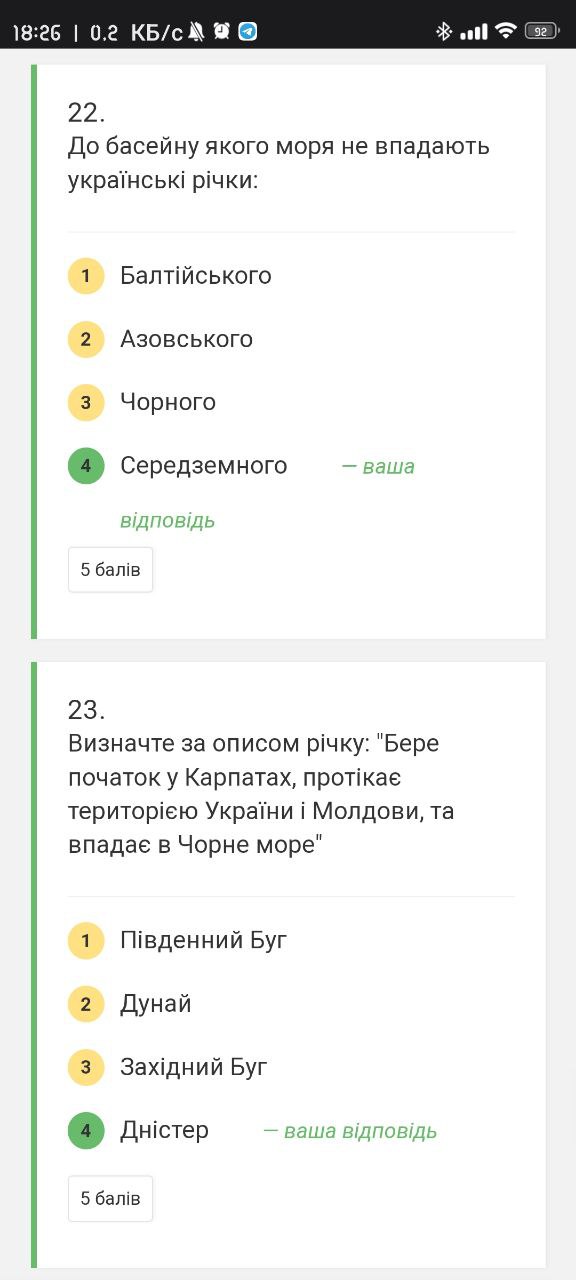 18:26 | 0.2 КБ/с
92
22.
До басейну якого моря не впадають
українські річки:
1 Балтійського
2 Азовського
3 Чорного
4 Середземного — ваша
відповідь
5 балів
23.
Визначте за описом річку: "Бере
початок у Карпатах, протікає
територією України і Молдови, та
впадає в Чорне море"
1 Південний Буг
2 Дунай
3 Західний Буг
4 Дністер — ваша відповідь
5 балів